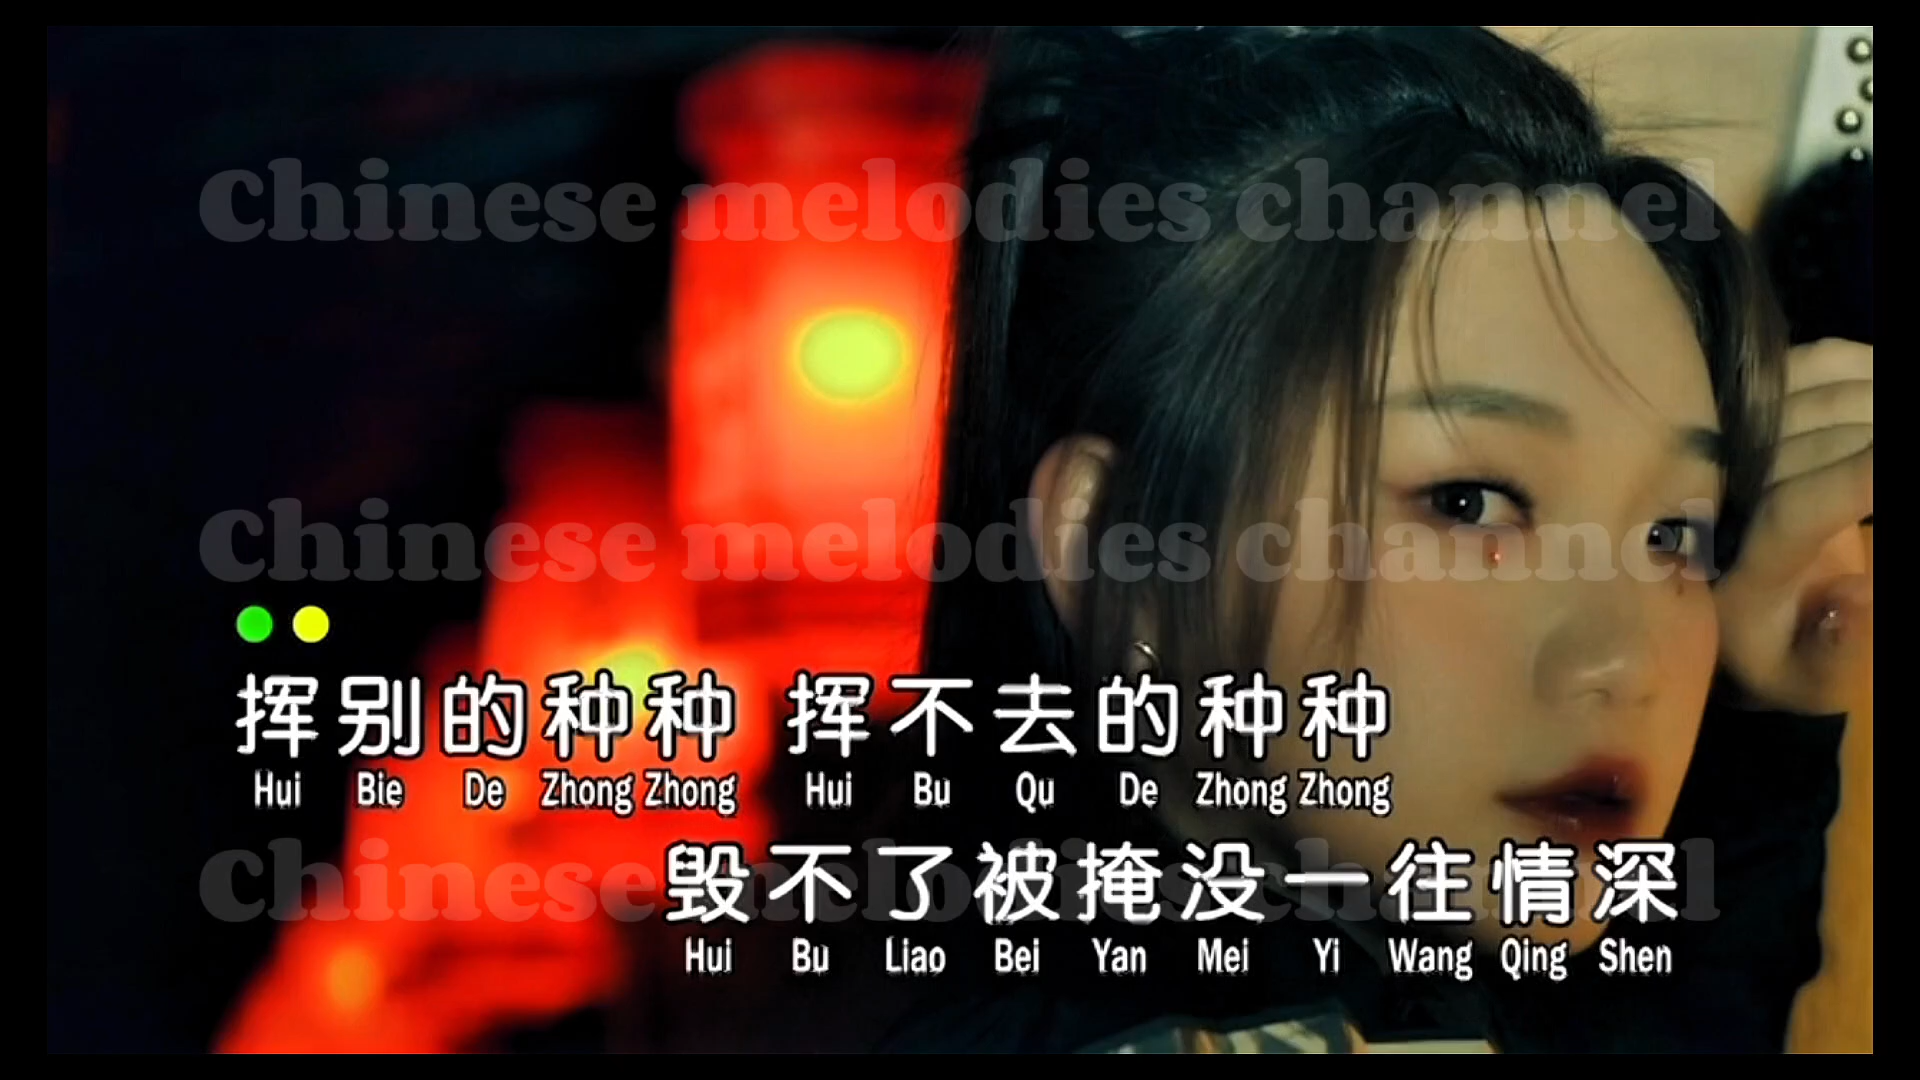 Chinese melodies channel
Chinese melodies channel
挥别的种种 挥不去的种种
Hui Bie De Zhong Zhong Hui Bu Qu De Zhong Zhong
Chinese melodies channel
毁不了被掩没一往情深
Hui Bu Liao Bei Yan Mei Yi Wang Qing Shen